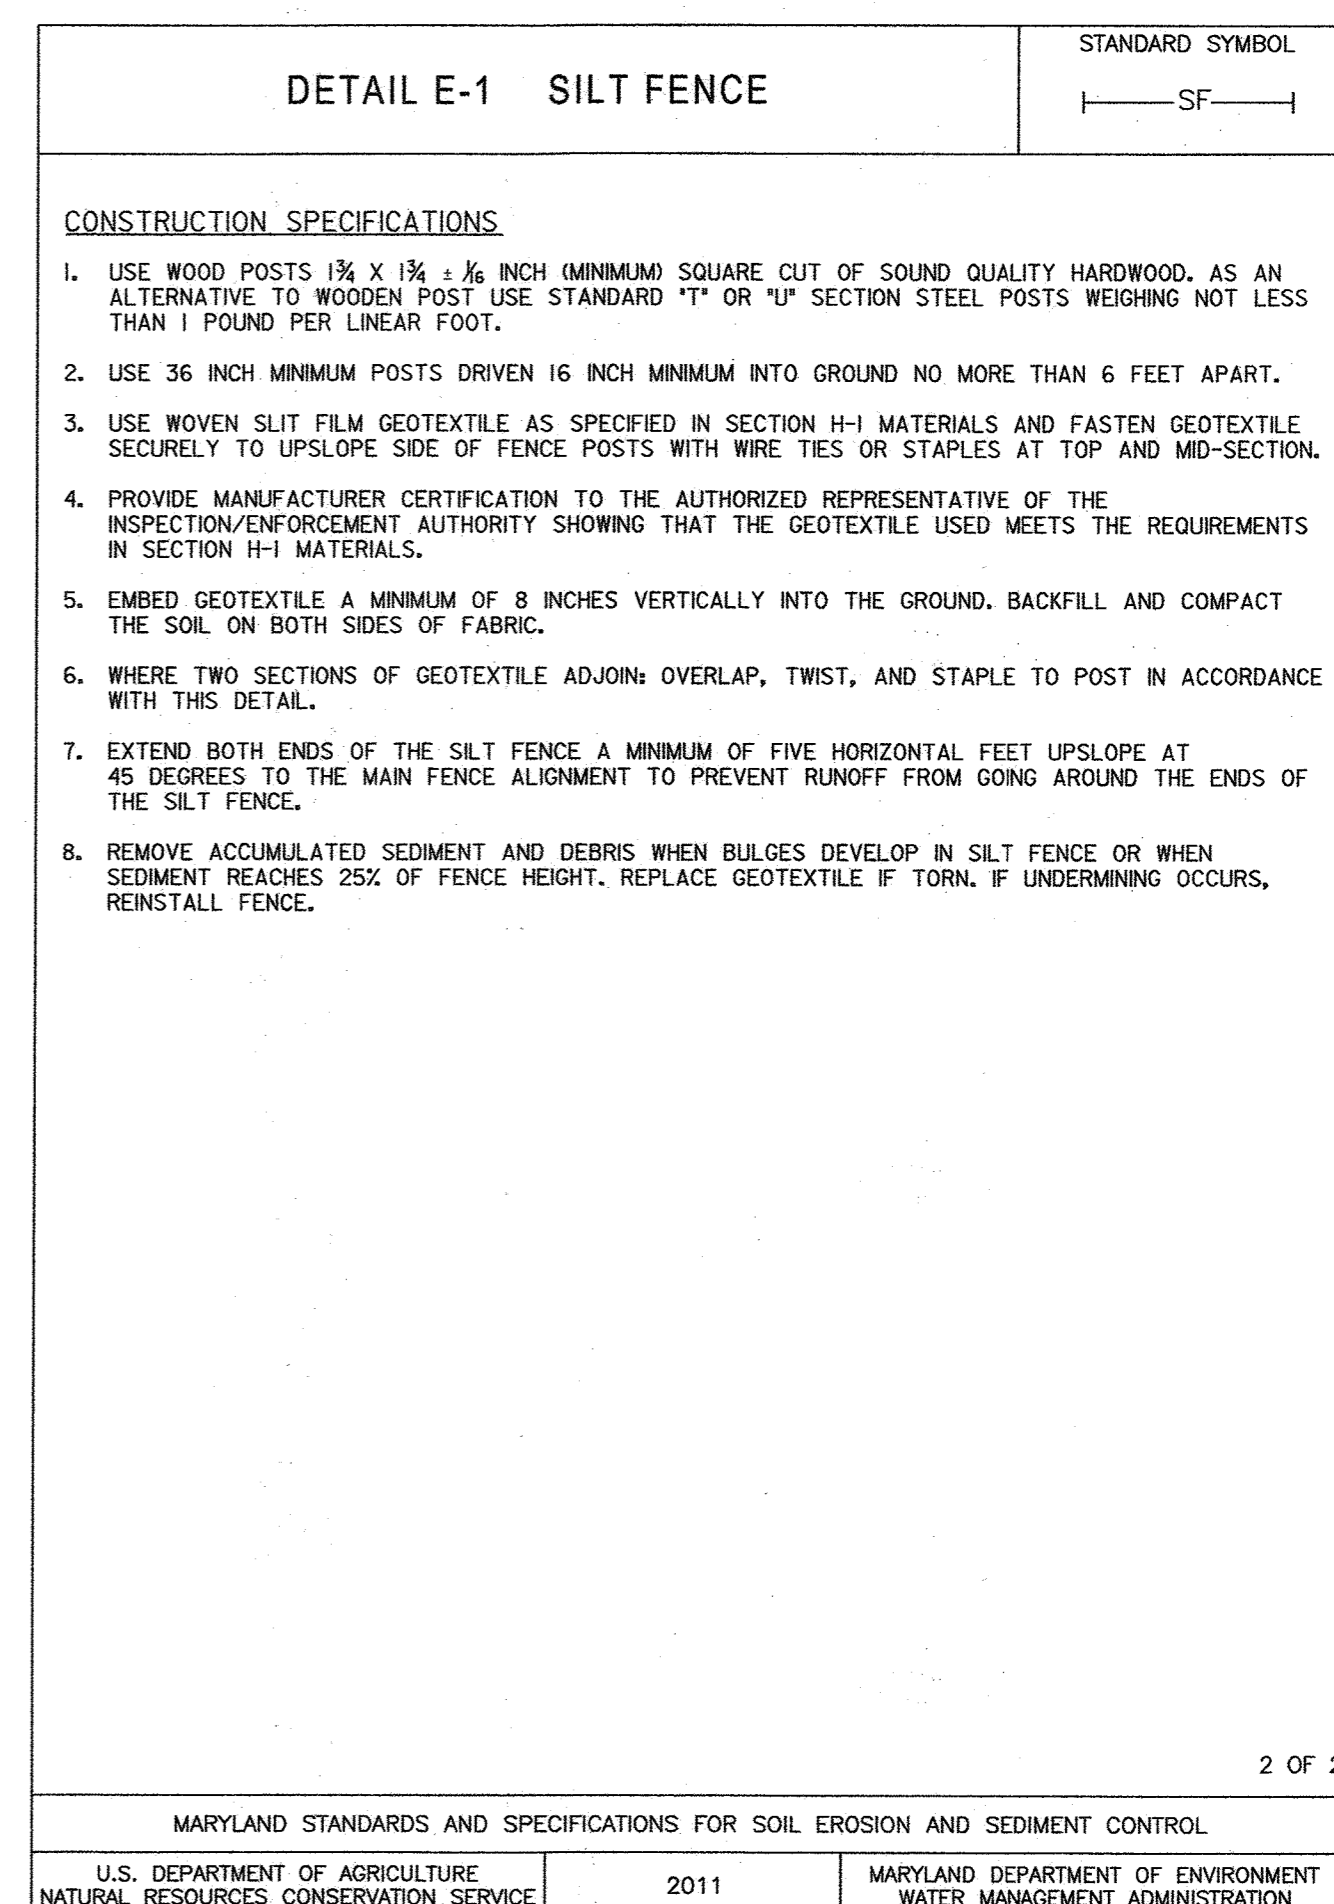 DETAIL E-1 SILT FENCE
STANDARD SYMBOL
SF
CONSTRUCTION SPECIFICATIONS
1. USE WOOD POSTS 1¾ X 1¾ ± 1/16 INCH (MINIMUM) SQUARE CUT OF SOUND QUALITY HARDWOOD. AS AN
ALTERNATIVE TO WOODEN POST USE STANDARD "T" OR "U" SECTION STEEL POSTS WEIGHING NOT LESS
THAN 1 POUND PER LINEAR FOOT.
2. USE 36 INCH MINIMUM POSTS DRIVEN 16 INCH MINIMUM INTO GROUND NO MORE THAN 6 FEET APART.
3. USE WOVEN SLIT FILM GEOTEXTILE AS SPECIFIED IN SECTION H-1 MATERIALS AND FASTEN GEOTEXTILE
SECURELY TO UPSLOPE SIDE OF FENCE POSTS WITH WIRE TIES OR STAPLES AT TOP AND MID-SECTION.
4. PROVIDE MANUFACTURER CERTIFICATION TO THE AUTHORIZED REPRESENTATIVE OF THE
INSPECTION/ENFORCEMENT AUTHORITY SHOWING THAT THE GEOTEXTILE USED MEETS THE REQUIREMENTS
IN SECTION H-1 MATERIALS.
5. EMBED GEOTEXTILE A MINIMUM OF 8 INCHES VERTICALLY INTO THE GROUND. BACKFILL AND COMPACT
THE SOIL ON BOTH SIDES OF FABRIC.
6. WHERE TWO SECTIONS OF GEOTEXTILE ADJOIN: OVERLAP, TWIST, AND STAPLE TO POST IN ACCORDANCE
WITH THIS DETAIL.
7. EXTEND BOTH ENDS OF THE SILT FENCE A MINIMUM OF FIVE HORIZONTAL FEET UPSLOPE AT
45 DEGREES TO THE MAIN FENCE ALIGNMENT TO PREVENT RUNOFF FROM GOING AROUND THE ENDS OF
THE SILT FENCE.
8. REMOVE ACCUMULATED SEDIMENT AND DEBRIS WHEN BULGES DEVELOP IN SILT FENCE OR WHEN
SEDIMENT REACHES 25% OF FENCE HEIGHT. REPLACE GEOTEXTILE IF TORN. IF UNDERMINING OCCURS,
REINSTALL FENCE.
2 OF 2
MARYLAND STANDARDS AND SPECIFICATIONS FOR SOIL EROSION AND SEDIMENT CONTROL
U.S. DEPARTMENT OF AGRICULTURE
NATURAL RESOURCES CONSERVATION SERVICE
2011
MARYLAND DEPARTMENT OF ENVIRONMENT
WATER MANAGEMENT ADMINISTRATION